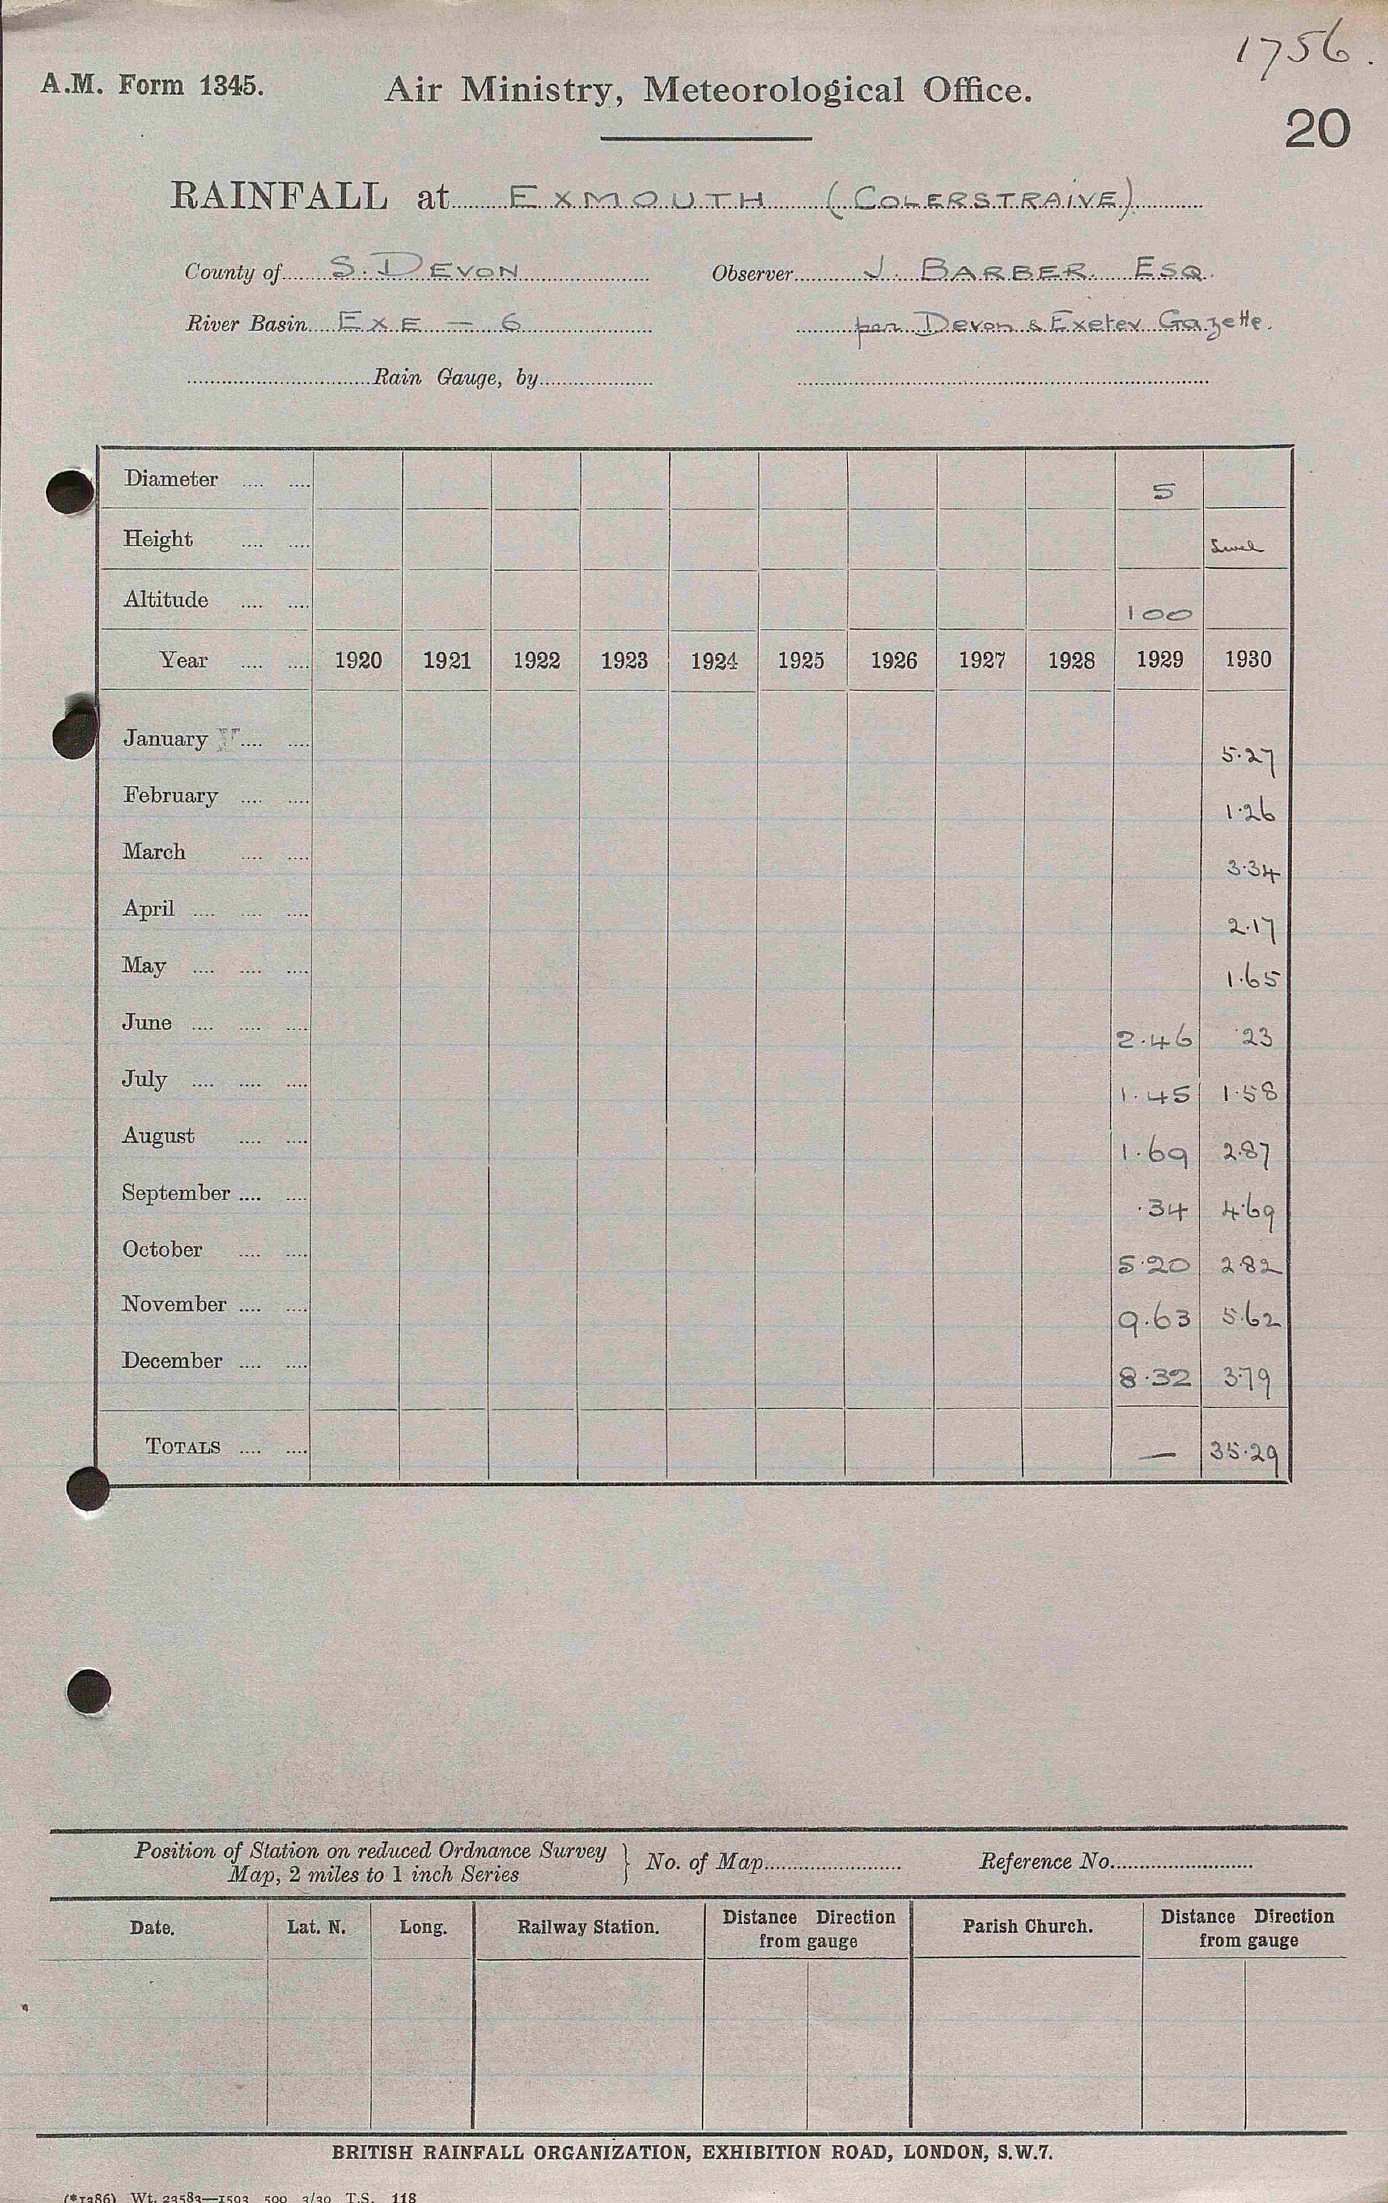 1756.
A.M. Form 1345. Air Ministry, Meteorological Office.
20
RAINFALL at EXMOUTH (COLERSTRAIVE)
County of S. DEVON Observer J. BARBER ESQ.
River Basin EXE — 6 per Devon & Exeter Gazette.
Rain Gauge, by
Diameter .... .... 5
Height .... ....
Altitude .... .... 100
Year .... .... 1920 1921 1922 1923 1924 1925 1926 1927 1928 1929 1930
January .... .... 5.27
February .... .... 1.26
March .... .... 3.34
April .... .... .... 2.17
May .... .... .... 1.65
June .... .... .... 2.46 .23
July .... .... .... 1.45 1.58
August .... .... 1.69 2.87
September .... .... .34 4.69
October .... .... 5.20 2.82
November .... .... 9.63 5.62
December .... .... 8.32 3.79
TOTALS .... .... — 35.29
Position of Station on reduced Ordnance Survey
Map, 2 miles to 1 inch Series } No. of Map Reference No.
Date. Lat. N. Long. Railway Station. Distance Direction from gauge Parish Church. Distance Direction from gauge
BRITISH RAINFALL ORGANIZATION, EXHIBITION ROAD, LONDON, S.W.7.
(*1386) Wt. 23583—1503 500 3/30 T.S. 118